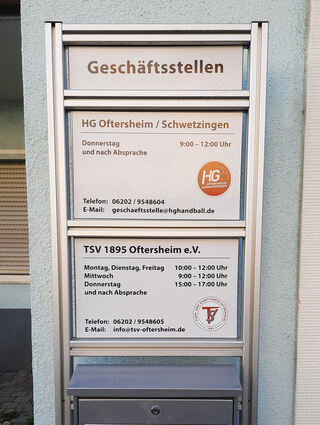 Geschäftsstellen
HG Oftersheim / Schwetzingen
Donnerstag 9:00 – 12:00 Uhr
und nach Absprache
HG
Telefon: 06202 / 9548604
E-Mail: geschaeftsstelle@hghandball.de
TSV 1895 Oftersheim e.V.
Montag, Dienstag, Freitag 10:00 – 12:00 Uhr
Mittwoch 9:00 – 12:00 Uhr
Donnerstag 15:00 – 17:00 Uhr
und nach Absprache
TSV
Telefon: 06202 / 9548605
E-Mail: info@tsv-oftersheim.de